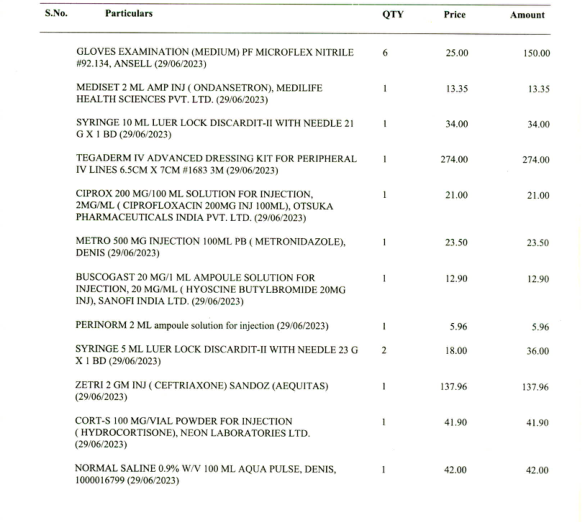 S.No. Particulars QTY Price Amount
GLOVES EXAMINATION (MEDIUM) PF MICROFLEX NITRILE 6 25.00 150.00
#92.134, ANSELL (29/06/2023)
MEDISET 2 ML AMP INJ ( ONDANSETRON), MEDILIFE 1 13.35 13.35
HEALTH SCIENCES PVT. LTD. (29/06/2023)
SYRINGE 10 ML LUER LOCK DISCARDIT-II WITH NEEDLE 21 1 34.00 34.00
G X 1 BD (29/06/2023)
TEGADERM IV ADVANCED DRESSING KIT FOR PERIPHERAL 1 274.00 274.00
IV LINES 6.5CM X 7CM #1683 3M (29/06/2023)
CIPROX 200 MG/100 ML SOLUTION FOR INJECTION, 1 21.00 21.00
2MG/ML ( CIPROFLOXACIN 200MG INJ 100ML), OTSUKA
PHARMACEUTICALS INDIA PVT. LTD. (29/06/2023)
METRO 500 MG INJECTION 100ML PB ( METRONIDAZOLE), 1 23.50 23.50
DENIS (29/06/2023)
BUSCOGAST 20 MG/1 ML AMPOULE SOLUTION FOR 1 12.90 12.90
INJECTION, 20 MG/ML ( HYOSCINE BUTYLBROMIDE 20MG
INJ), SANOFI INDIA LTD. (29/06/2023)
PERINORM 2 ML ampoule solution for injection (29/06/2023) 1 5.96 5.96
SYRINGE 5 ML LUER LOCK DISCARDIT-II WITH NEEDLE 23 G 2 18.00 36.00
X 1 BD (29/06/2023)
ZETRI 2 GM INJ ( CEFTRIAXONE) SANDOZ (AEQUITAS) 1 137.96 137.96
(29/06/2023)
CORT-S 100 MG/VIAL POWDER FOR INJECTION 1 41.90 41.90
( HYDROCORTISONE), NEON LABORATORIES LTD.
(29/06/2023)
NORMAL SALINE 0.9% W/V 100 ML AQUA PULSE, DENIS, 1 42.00 42.00
1000016799 (29/06/2023)